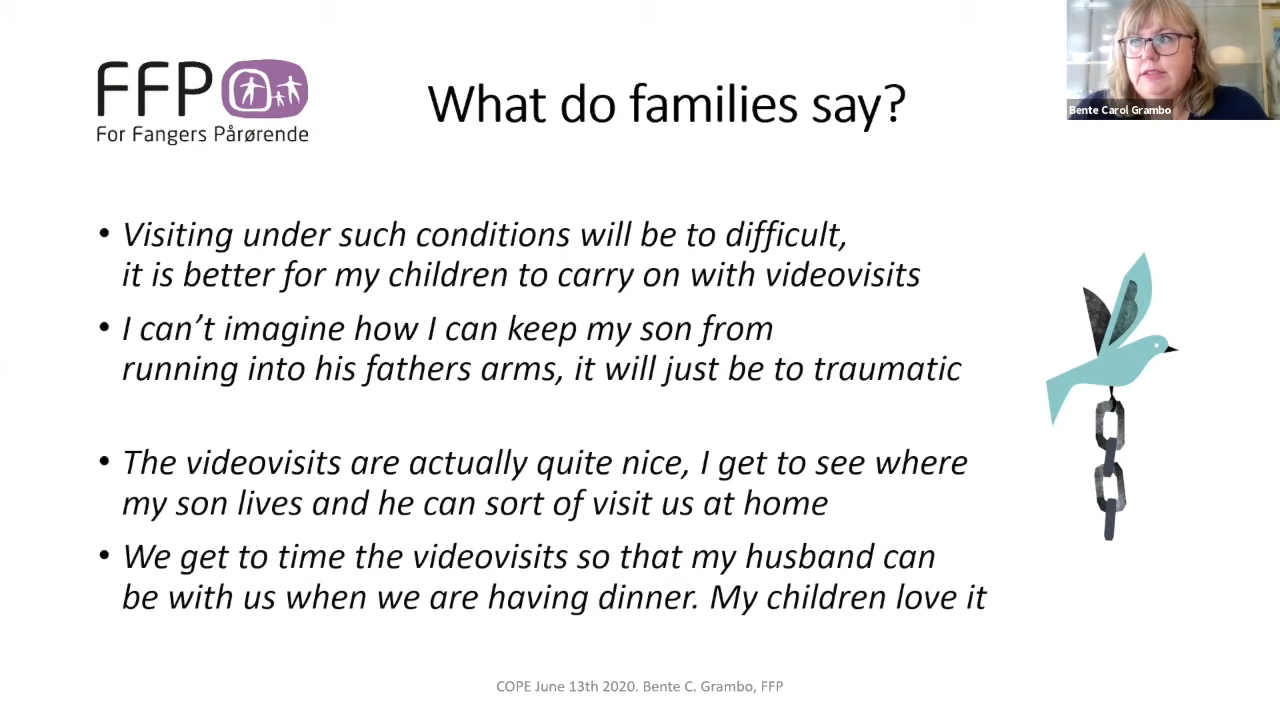 FFP
For Fangers Pårørende
What do families say?
Bente Carol Grambo
• Visiting under such conditions will be to difficult,
it is better for my children to carry on with videovisits
• I can't imagine how I can keep my son from
running into his fathers arms, it will just be to traumatic
• The videovisits are actually quite nice, I get to see where
my son lives and he can sort of visit us at home
• We get to time the videovisits so that my husband can
be with us when we are having dinner. My children love it
COPE June 13th 2020. Bente C. Grambo, FFP